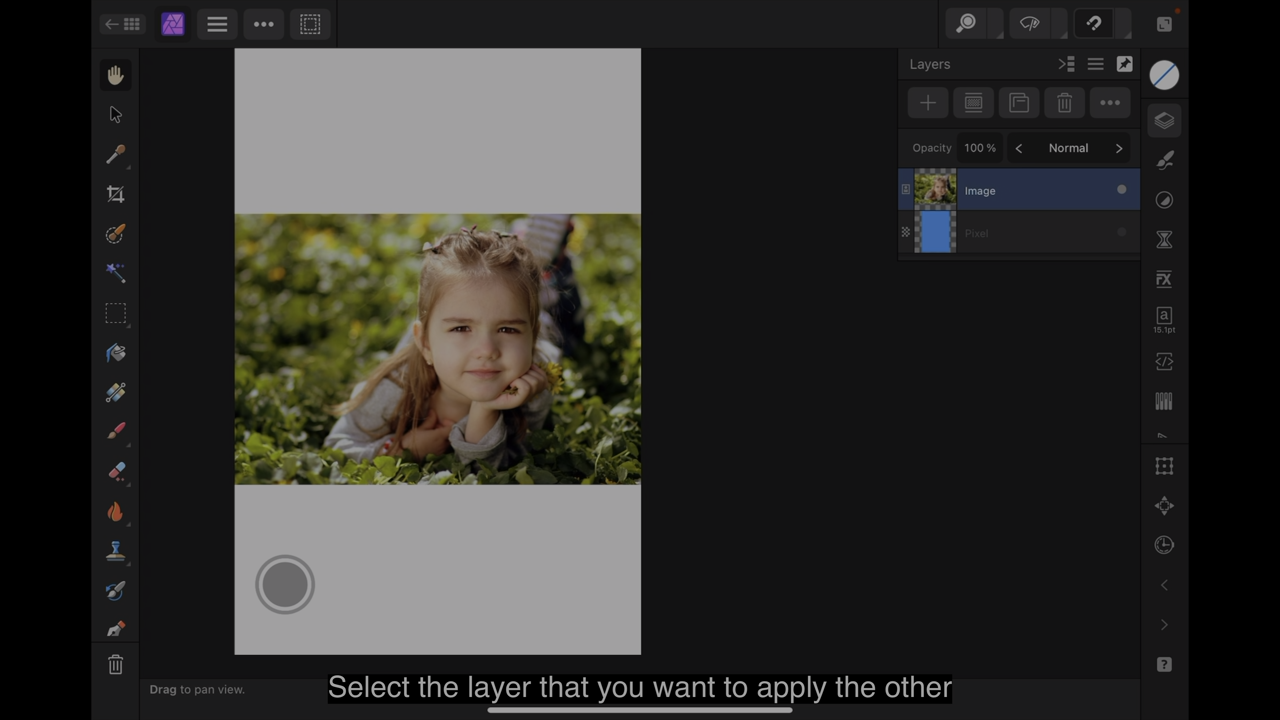 Layers
Opacity 100 % Normal
Image
Pixel
a
15.1pt
FX
?
Drag to pan view.
Select the layer that you want to apply the other